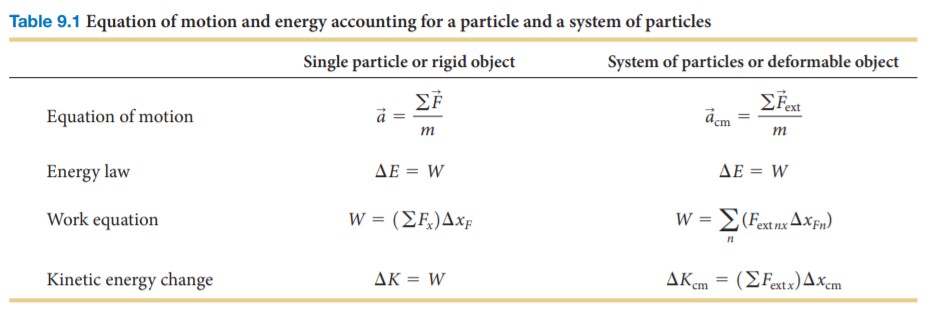 Table 9.1 Equation of motion and energy accounting for a particle and a system of particles
Single particle or rigid object System of particles or deformable object
Equation of motion $\vec{a} = \frac{\Sigma \vec{F}}{m}$ $\vec{a}_{\text{cm}} = \frac{\Sigma \vec{F}_{\text{ext}}}{m}$
Energy law $\Delta E = W$ $\Delta E = W$
Work equation $W = (\Sigma F_x) \Delta x_F$ $W = \sum_n (F_{\text{ext}\,nx} \Delta x_{Fn})$
Kinetic energy change $\Delta K = W$ $\Delta K_{\text{cm}} = (\Sigma F_{\text{ext}\,x}) \Delta x_{\text{cm}}$